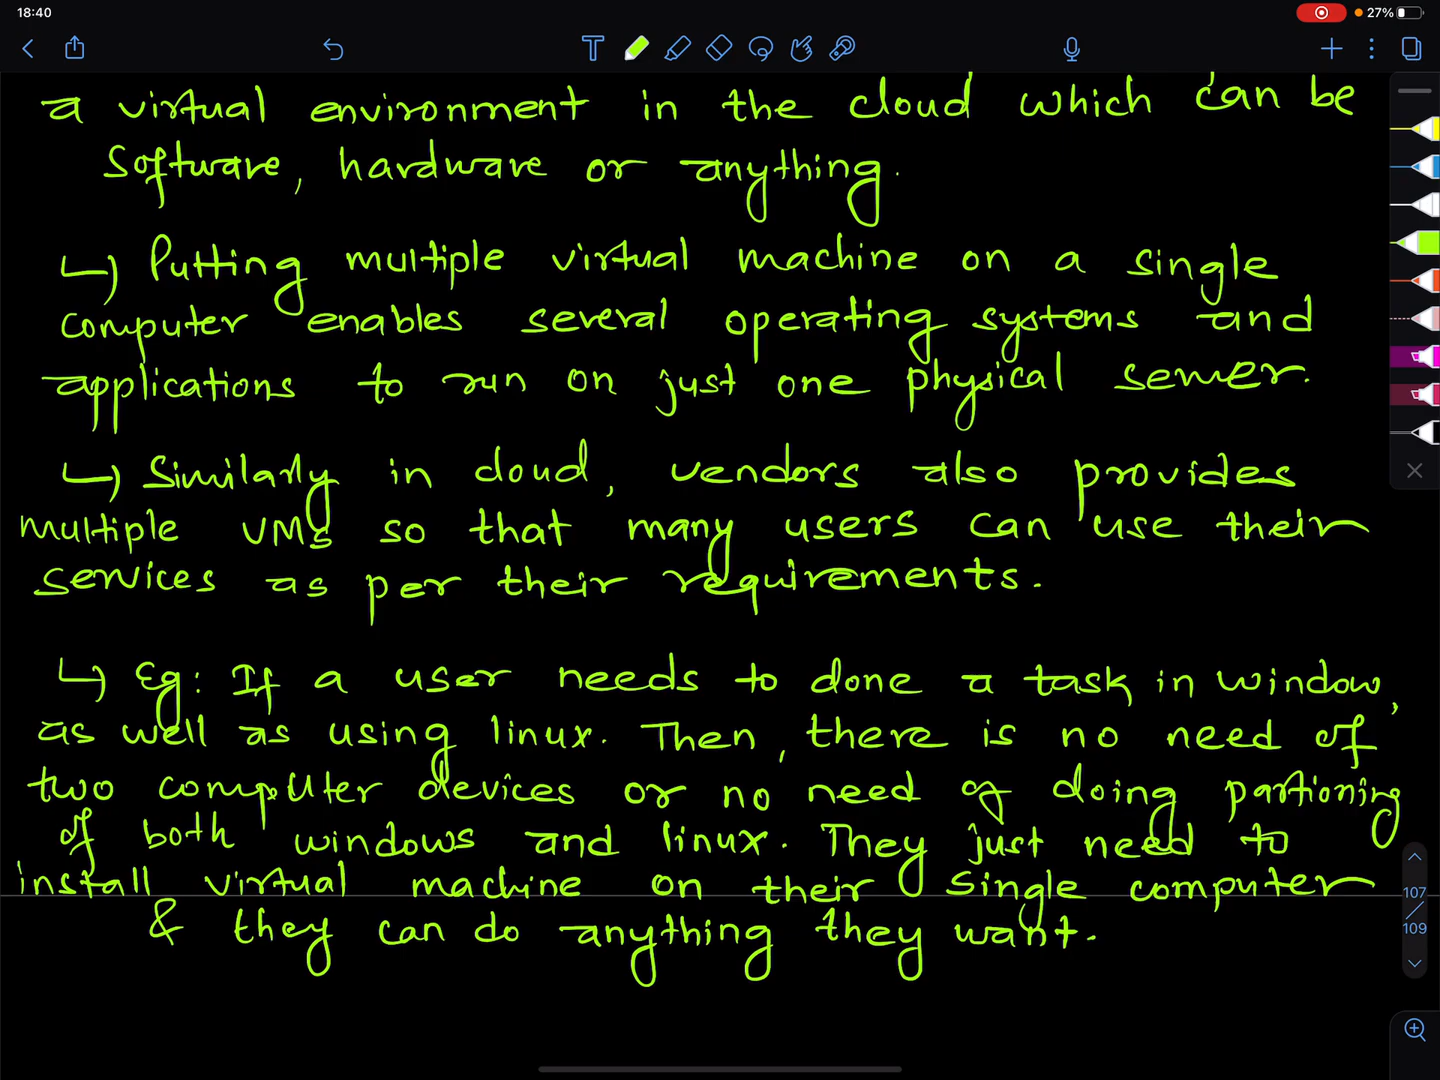 18:40
27%
T
a virtual environment in the cloud which can be
software, hardware or anything.
↳ Putting multiple virtual machine on a single
computer enables several operating systems and
applications to run on just one physical server.
↳ Similarly in cloud, vendors also provides
multiple VMs so that many users can use their
services as per their requirements.
↳ Eg: If a user needs to done a task in window,
as well as using linux. Then, there is no need of
two computer devices or no need of doing partioning
of both windows and linux. They just need to
install virtual machine on their single computer
& they can do anything they want.
107
109